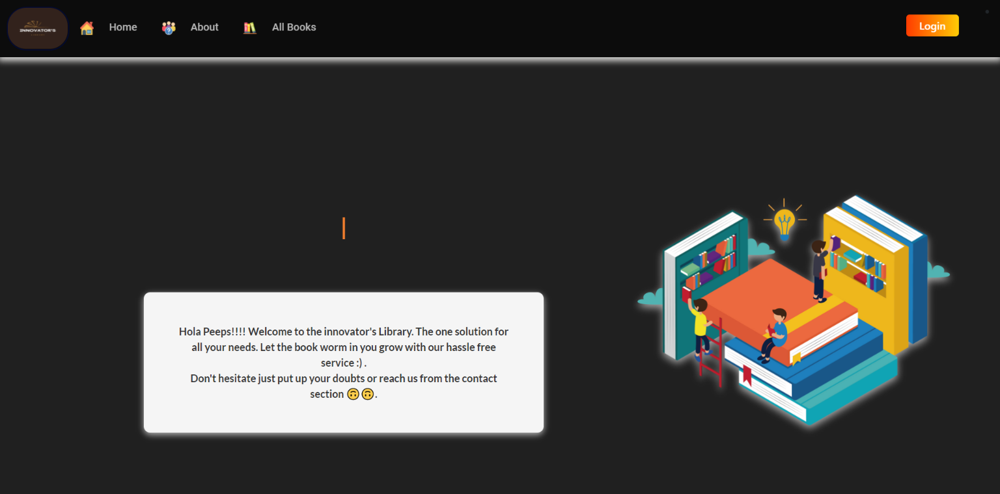 INNOVATOR'S
Home
About
All Books
Login
Hola Peeps!!!! Welcome to the innovator's Library. The one solution for
all your needs. Let the book worm in you grow with our hassle free
service :) .
Don't hesitate just put up your doubts or reach us from the contact
section 🙃🙃.